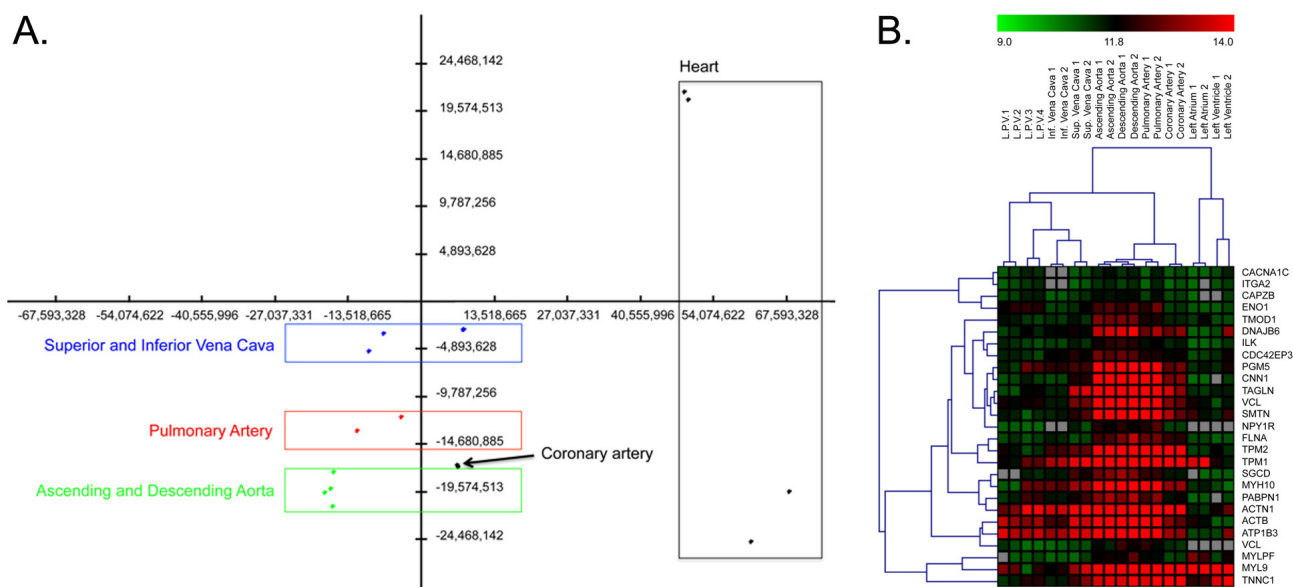 A.
24,468,142
19,574,513
14,680,885
9,787,256
4,893,628
-67,593,328 -54,074,622 -40,555,996 -27,037,331 -13,518,665 13,518,665 27,037,331 40,555,996 54,074,622 67,593,328
-4,893,628
-9,787,256
-14,680,885
-19,574,513
-24,468,142
Heart
Superior and Inferior Vena Cava
Pulmonary Artery
Coronary artery
Ascending and Descending Aorta
B.
9.0 11.8 14.0
L.P.V.1
L.P.V.2
L.P.V.3
L.P.V.4
Inf. Vena Cava 1
Inf. Vena Cava 2
Sup. Vena Cava 1
Sup. Vena Cava 2
Ascending Aorta 1
Ascending Aorta 2
Descending Aorta 1
Descending Aorta 2
Pulmonary Artery 1
Pulmonary Artery 2
Coronary Artery 1
Coronary Artery 2
Left Atrium 1
Left Atrium 2
Left Ventricle 1
Left Ventricle 2
CACNA1C
ITGA2
CAPZB
ENO1
TMOD1
DNAJB6
ILK
CDC42EP3
PGM5
CNN1
TAGLN
VCL
SMTN
NPY1R
FLNA
TPM2
TPM1
SGCD
MYH10
PABPN1
ACTN1
ACTB
ATP1B3
VCL
MYLPF
MYL9
TNNC1